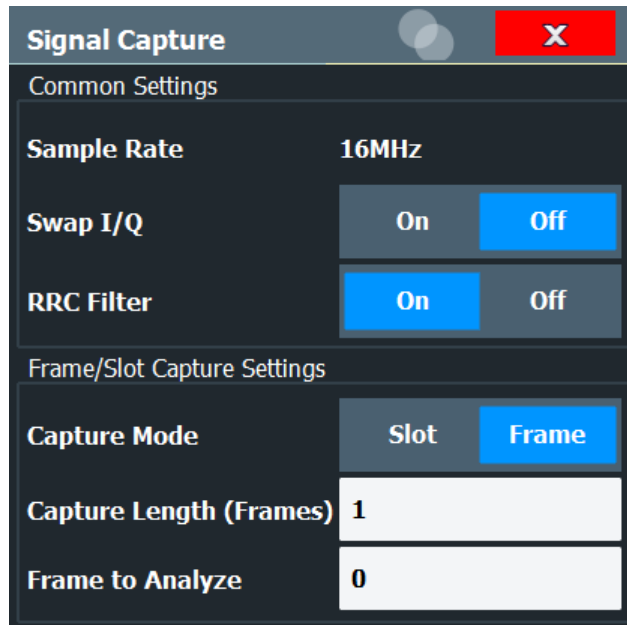 Signal Capture X
Common Settings
Sample Rate 16MHz
Swap I/Q On Off
RRC Filter On Off
Frame/Slot Capture Settings
Capture Mode Slot Frame
Capture Length (Frames) 1
Frame to Analyze 0